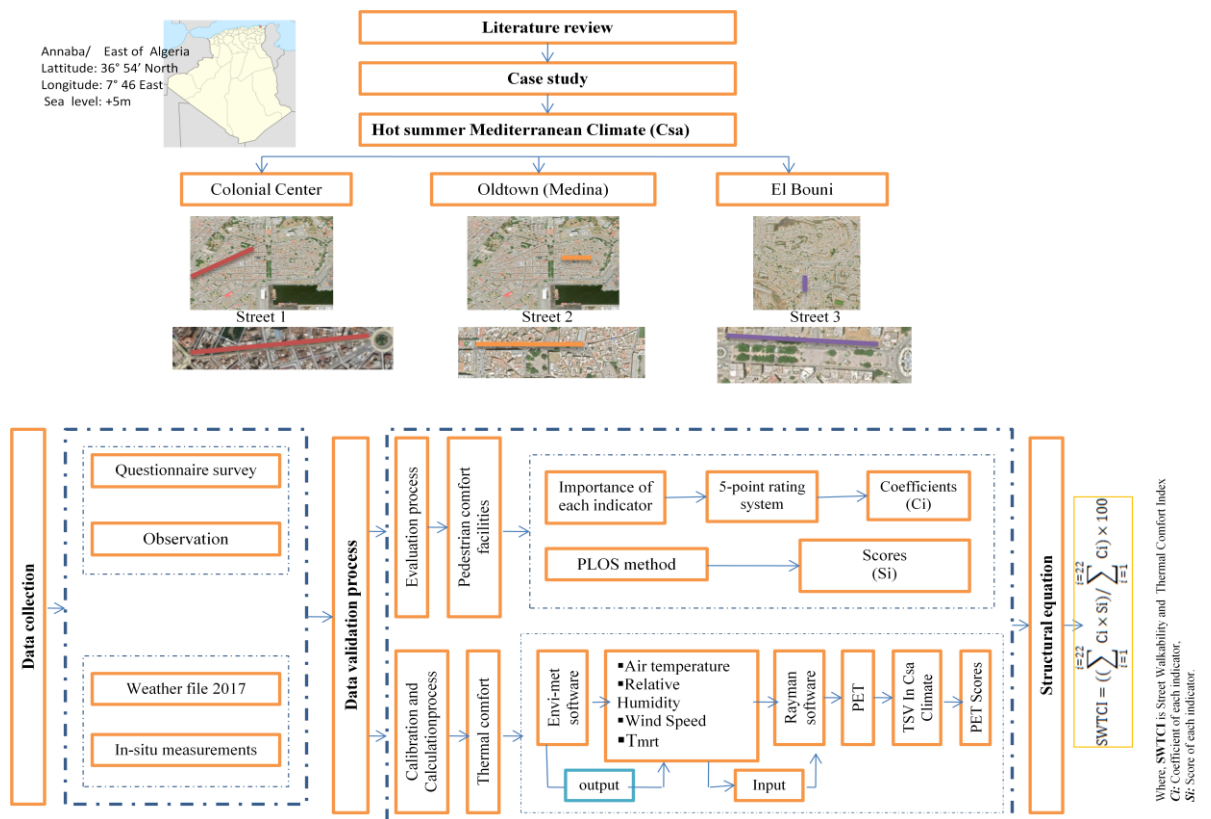 Literature review
Annaba/ East of Algeria
Lattitude: 36° 54’ North
Longitude: 7° 46 East
Sea level: +5m
Case study
Hot summer Mediterranean Climate (Csa)
Colonial Center
Oldtown (Medina)
El Bouni
Street 1
Street 2
Street 3
Data collection
Questionnaire survey
Observation
Weather file 2017
In-situ measurements
Data validation process
Evaluation process
Pedestrian comfort
facilities
Importance of
each indicator
5-point rating
system
Coefficients
(Ci)
PLOS method
Scores
(Si)
Calibration and
Calculationprocess
Thermal comfort
Envi-met
software
▪Air temperature
▪Relative
Humidity
▪Wind Speed
▪Tmrt
output
Input
Rayman
software
PET
TSV In Csa
Climate
PET Scores
Structural equation
SWTCI = ((∑_{i=1}^{i=22} Ci × Si)/ ∑_{i=1}^{i=22} Ci) × 100
Where, SWTCI is Street Walkability and Thermal Comfort Index
Ci: Coefficient of each indicator.
Si: Score of each indicator.